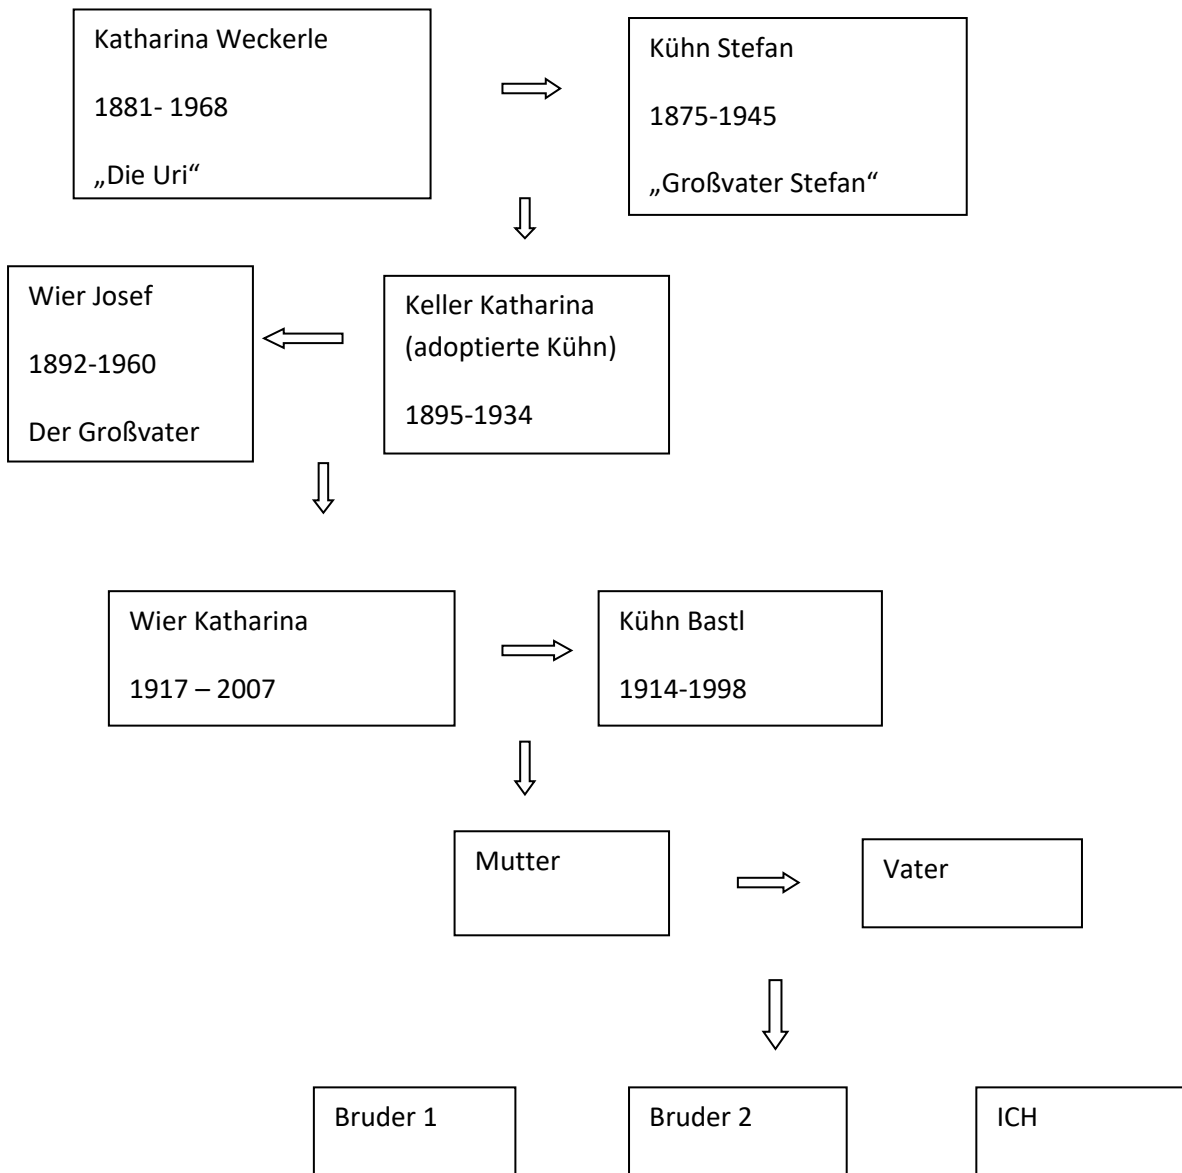 Katharina Weckerle
1881- 1968
„Die Uri“
Kühn Stefan
1875-1945
„Großvater Stefan“
Wier Josef
1892-1960
Der Großvater
Keller Katharina
(adoptierte Kühn)
1895-1934
Wier Katharina
1917 – 2007
Kühn Bastl
1914-1998
Mutter
Vater
Bruder 1
Bruder 2
ICH